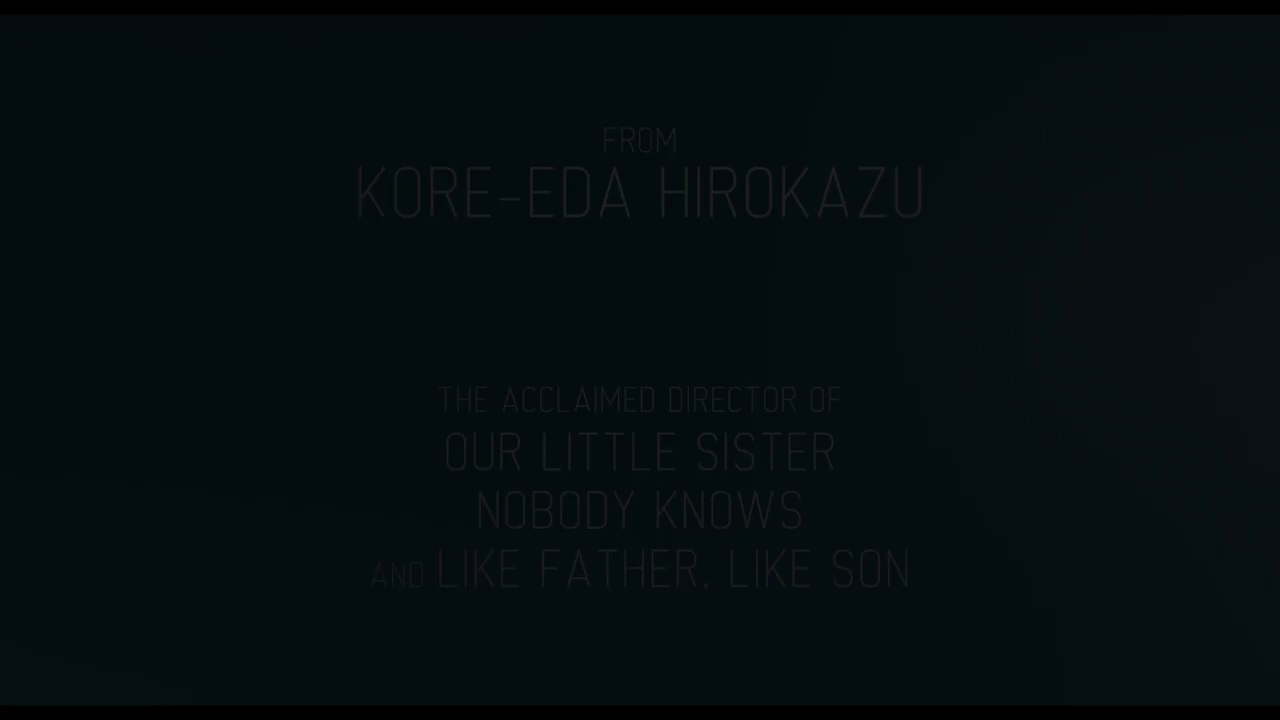 FROM
KORE-EDA HIROKAZU
THE ACCLAIMED DIRECTOR OF
OUR LITTLE SISTER
NOBODY KNOWS
AND LIKE FATHER, LIKE SON